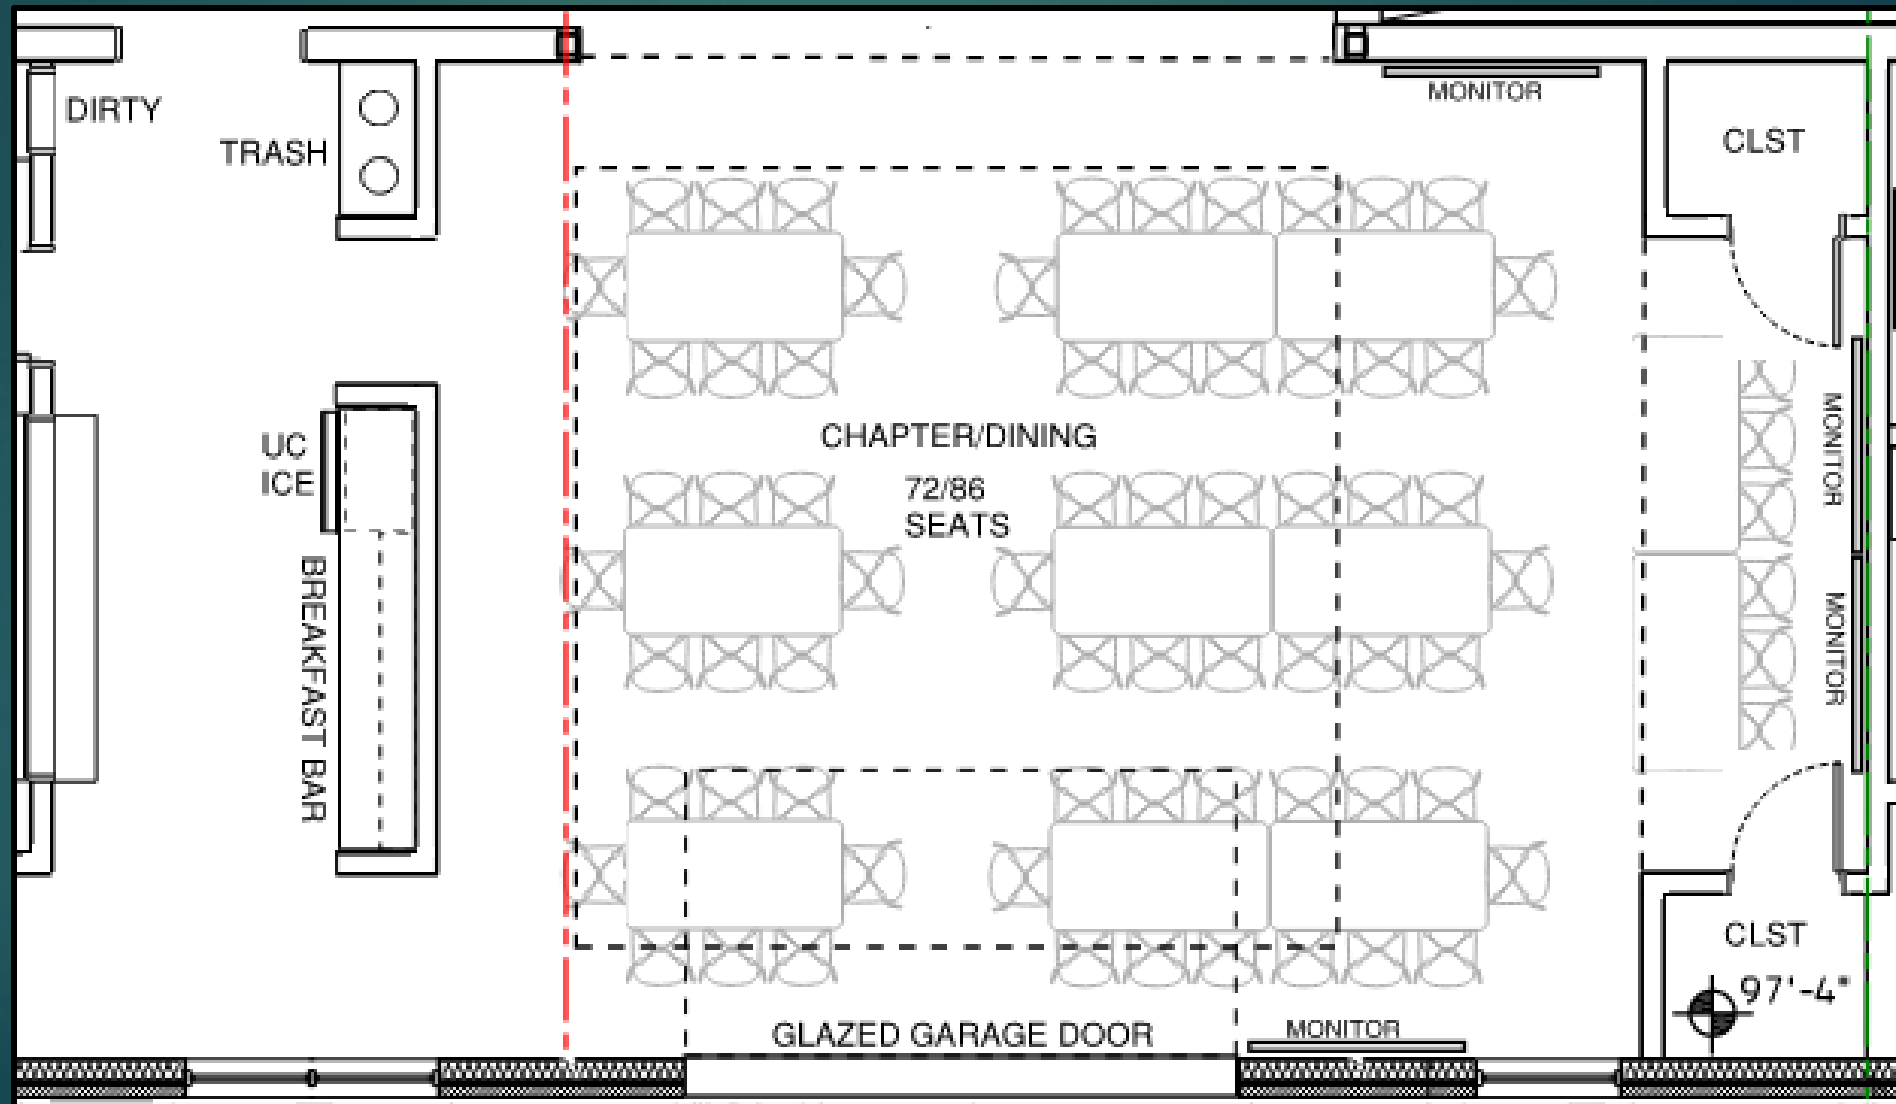 DIRTY
TRASH
MONITOR
CLST
UC
ICE
BREAKFAST BAR
CHAPTER/DINING
72/86
SEATS
MONITOR
MONITOR
CLST
97'-4"
GLAZED GARAGE DOOR
MONITOR